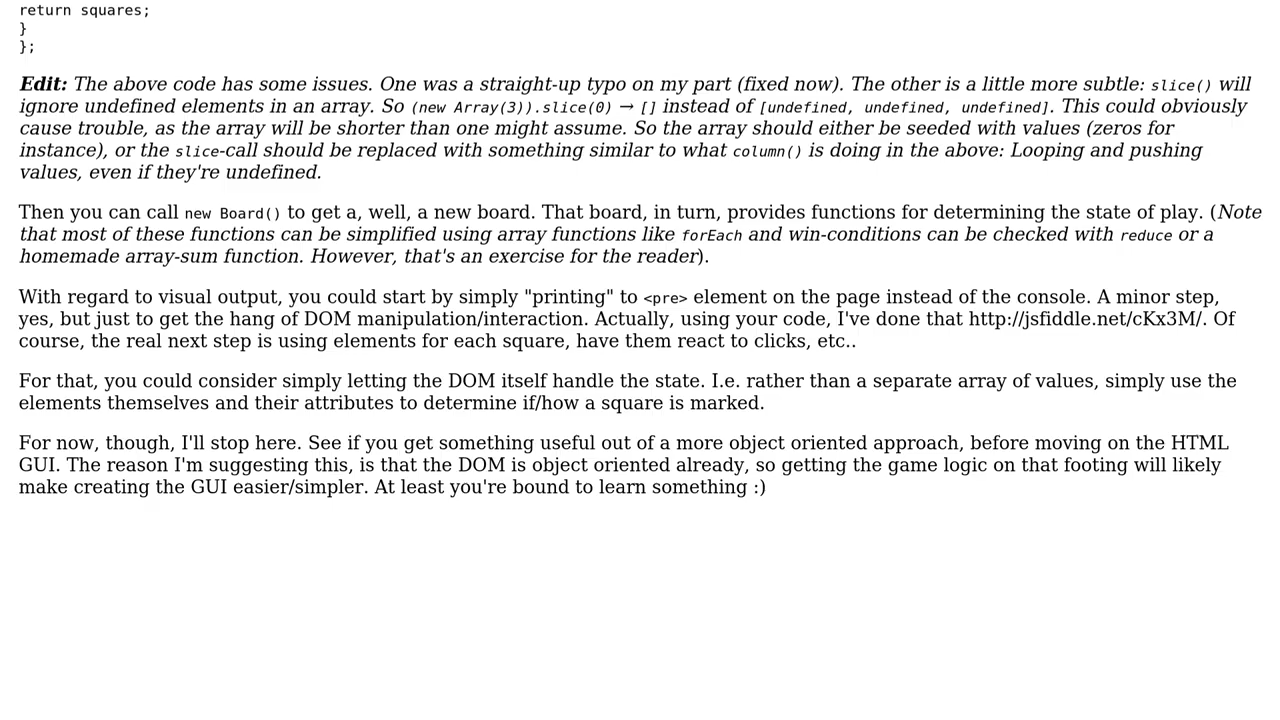 return squares;
}
};
Edit: The above code has some issues. One was a straight-up typo on my part (fixed now). The other is a little more subtle: slice() will
ignore undefined elements in an array. So (new Array(3)).slice(0) → [] instead of [undefined, undefined, undefined]. This could obviously
cause trouble, as the array will be shorter than one might assume. So the array should either be seeded with values (zeros for
instance), or the slice-call should be replaced with something similar to what column() is doing in the above: Looping and pushing
values, even if they're undefined.
Then you can call new Board() to get a, well, a new board. That board, in turn, provides functions for determining the state of play. (Note
that most of these functions can be simplified using array functions like forEach and win-conditions can be checked with reduce or a
homemade array-sum function. However, that's an exercise for the reader).
With regard to visual output, you could start by simply "printing" to <pre> element on the page instead of the console. A minor step,
yes, but just to get the hang of DOM manipulation/interaction. Actually, using your code, I've done that http://jsfiddle.net/cKx3M/. Of
course, the real next step is using elements for each square, have them react to clicks, etc..
For that, you could consider simply letting the DOM itself handle the state. I.e. rather than a separate array of values, simply use the
elements themselves and their attributes to determine if/how a square is marked.
For now, though, I'll stop here. See if you get something useful out of a more object oriented approach, before moving on the HTML
GUI. The reason I'm suggesting this, is that the DOM is object oriented already, so getting the game logic on that footing will likely
make creating the GUI easier/simpler. At least you're bound to learn something :)